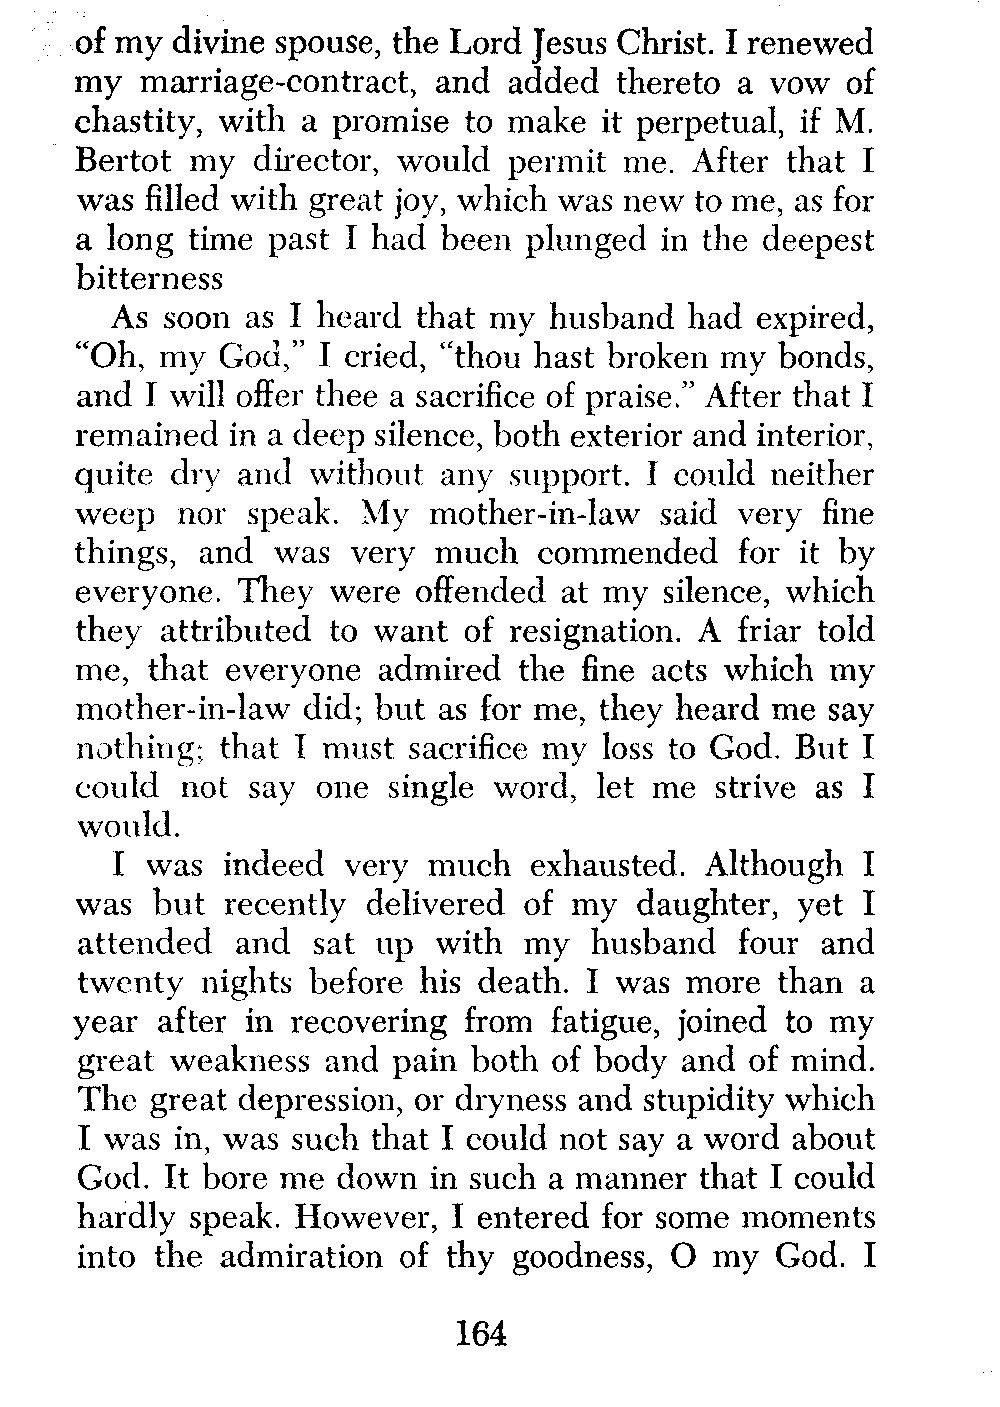 of my divine spouse, the Lord Jesus Christ. I renewed
my marriage-contract, and added thereto a vow of
chastity, with a promise to make it perpetual, if M.
Bertot my director, would permit me. After that I
was filled with great joy, which was new to me, as for
a long time past I had been plunged in the deepest
bitterness
As soon as I heard that my husband had expired,
“Oh, my God,” I cried, “thou hast broken my bonds,
and I will offer thee a sacrifice of praise.” After that I
remained in a deep silence, both exterior and interior,
quite dry and without any support. I could neither
weep nor speak. My mother-in-law said very fine
things, and was very much commended for it by
everyone. They were offended at my silence, which
they attributed to want of resignation. A friar told
me, that everyone admired the fine acts which my
mother-in-law did; but as for me, they heard me say
nothing; that I must sacrifice my loss to God. But I
could not say one single word, let me strive as I
would.
I was indeed very much exhausted. Although I
was but recently delivered of my daughter, yet I
attended and sat up with my husband four and
twenty nights before his death. I was more than a
year after in recovering from fatigue, joined to my
great weakness and pain both of body and of mind.
The great depression, or dryness and stupidity which
I was in, was such that I could not say a word about
God. It bore me down in such a manner that I could
hardly speak. However, I entered for some moments
into the admiration of thy goodness, O my God. I
164